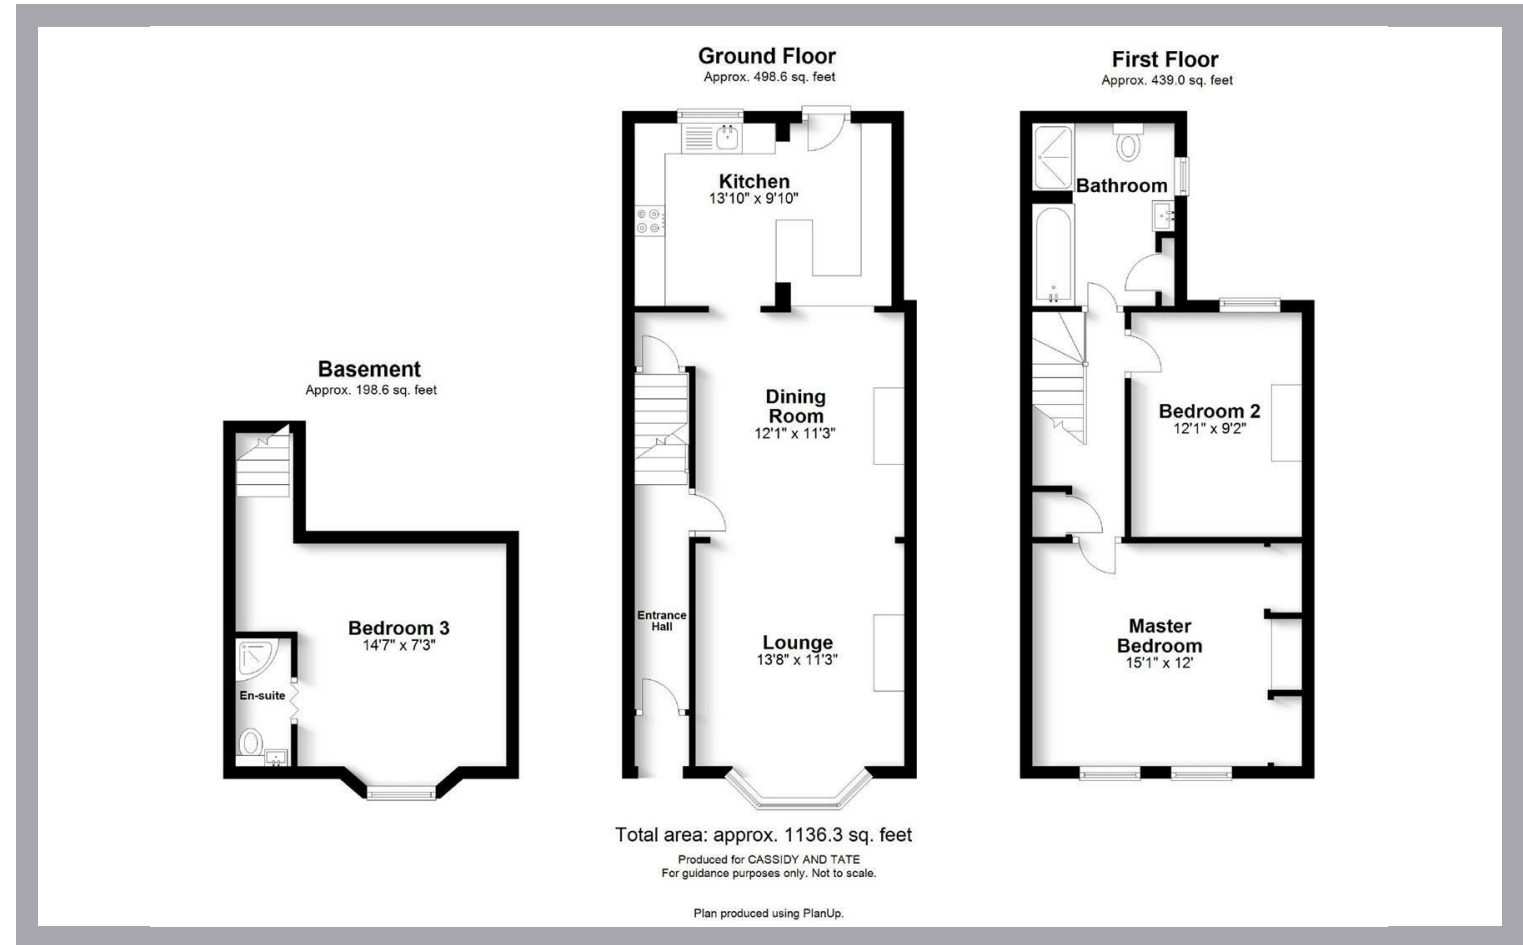 Ground Floor
Approx. 498.6 sq. feet
Kitchen
13'10" x 9'10"
Dining
Room
12'1" x 11'3"
Entrance
Hall
Lounge
13'8" x 11'3"
First Floor
Approx. 439.0 sq. feet
Bathroom
Bedroom 2
12'1" x 9'2"
Master
Bedroom
15'1" x 12'
Basement
Approx. 198.6 sq. feet
Bedroom 3
14'7" x 7'3"
En-suite
Total area: approx. 1136.3 sq. feet
Produced for CASSIDY AND TATE
For guidance purposes only. Not to scale.
Plan produced using PlanUp.